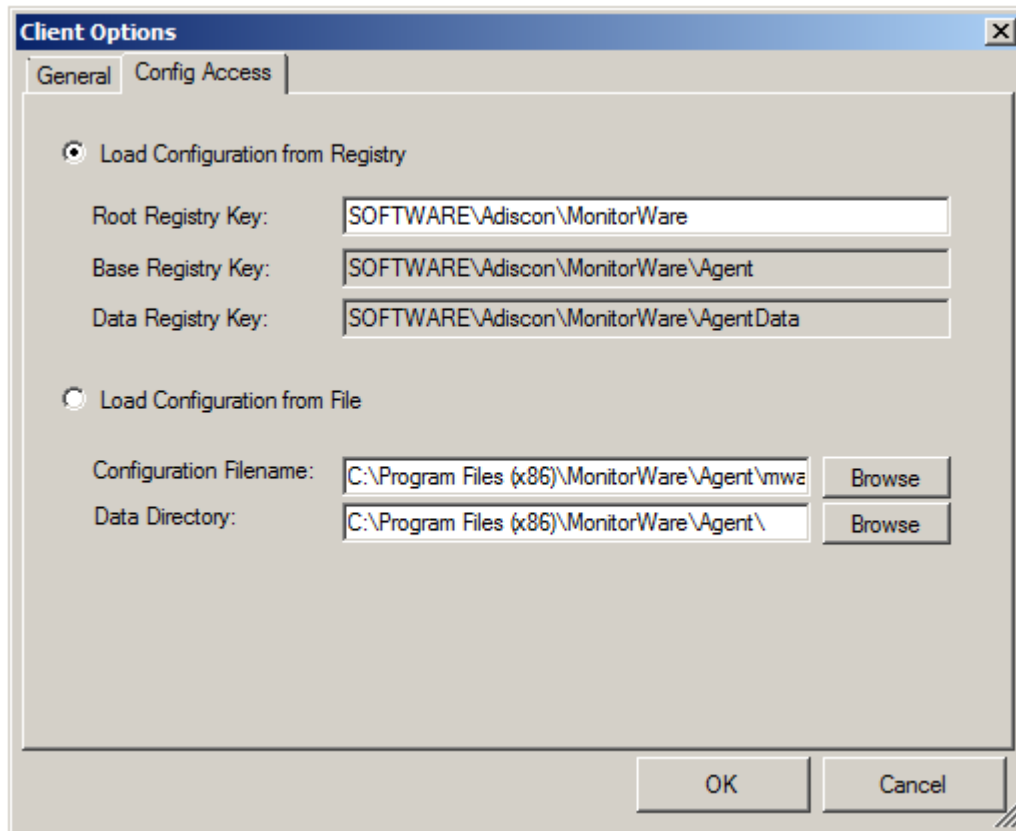 Client Options
General Config Access
Load Configuration from Registry
Root Registry Key: SOFTWARE\Adiscon\MonitorWare
Base Registry Key: SOFTWARE\Adiscon\MonitorWare\Agent
Data Registry Key: SOFTWARE\Adiscon\MonitorWare\AgentData
Load Configuration from File
Configuration Filename: C:\Program Files (x86)\MonitorWare\Agent\mwa Browse
Data Directory: C:\Program Files (x86)\MonitorWare\Agent\ Browse
OK Cancel